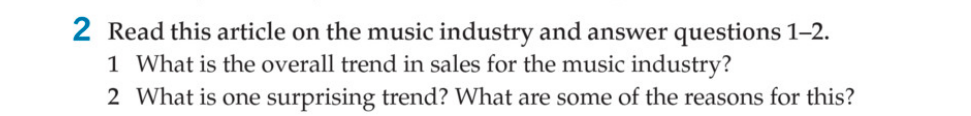 2 Read this article on the music industry and answer questions 1–2.
1 What is the overall trend in sales for the music industry?
2 What is one surprising trend? What are some of the reasons for this?